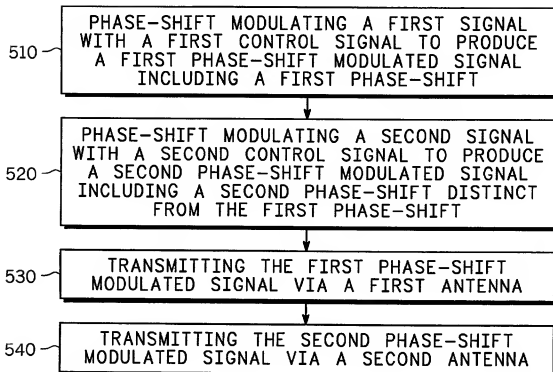 PHASE-SHIFT MODULATING A FIRST SIGNAL
WITH A FIRST CONTROL SIGNAL TO PRODUCE
A FIRST PHASE-SHIFT MODULATED SIGNAL
INCLUDING A FIRST PHASE-SHIFT
510
PHASE-SHIFT MODULATING A SECOND SIGNAL
WITH A SECOND CONTROL SIGNAL TO PRODUCE
A SECOND PHASE-SHIFT MODULATED SIGNAL
INCLUDING A SECOND PHASE-SHIFT DISTINCT
FROM THE FIRST PHASE-SHIFT
520
TRANSMITTING THE FIRST PHASE-SHIFT
MODULATED SIGNAL VIA A FIRST ANTENNA
530
TRANSMITTING THE SECOND PHASE-SHIFT
MODULATED SIGNAL VIA A SECOND ANTENNA
540